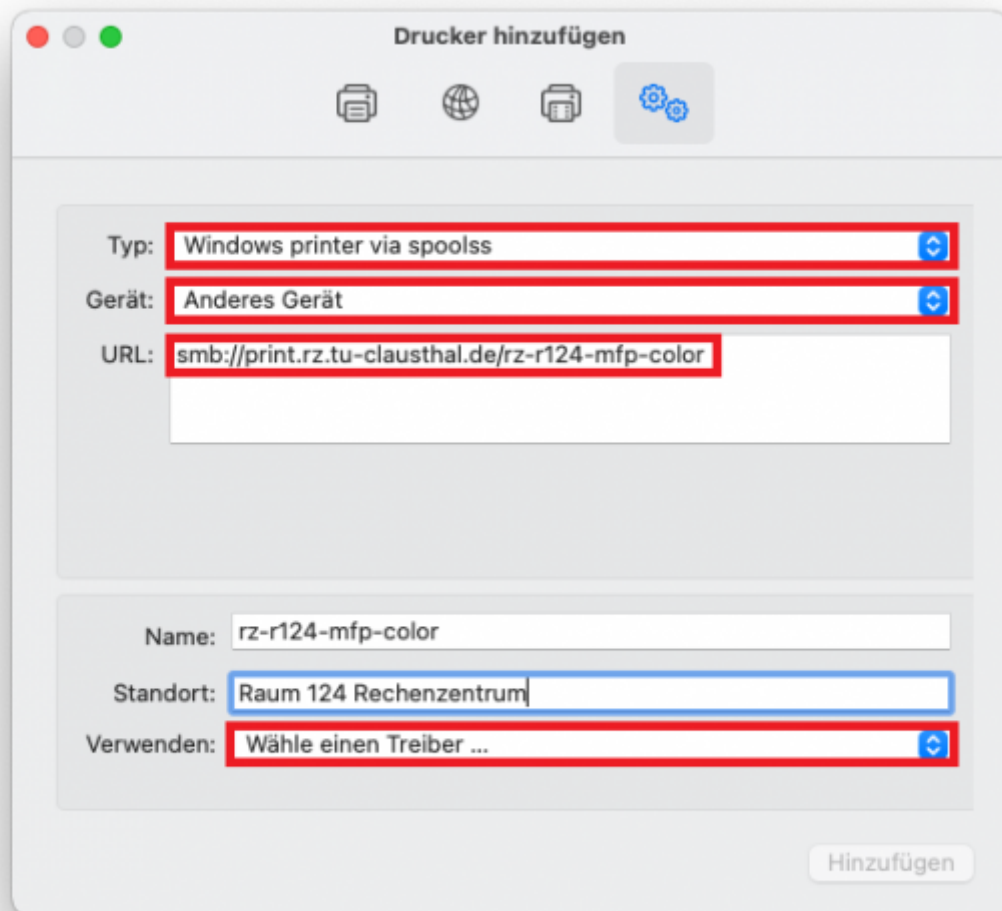 Drucker hinzufügen
Typ: Windows printer via spoolss
Gerät: Anderes Gerät
URL: smb://print.rz.tu-clausthal.de/rz-r124-mfp-color
Name: rz-r124-mfp-color
Standort: Raum 124 Rechenzentrum
Verwenden: Wähle einen Treiber ...
Hinzufügen